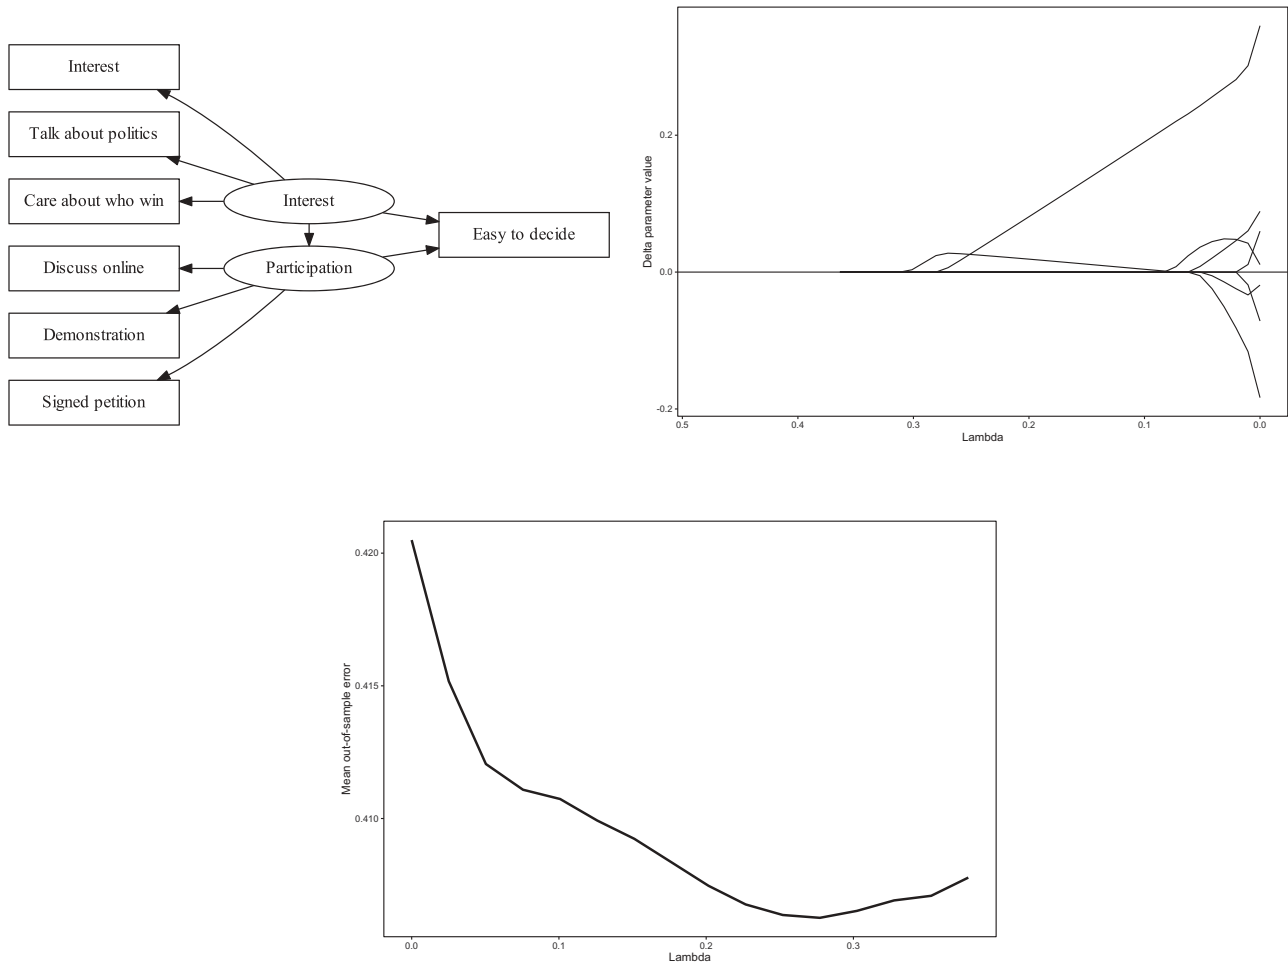 Interest
Talk about politics
Care about who win
Discuss online
Demonstration
Signed petition
Interest
Participation
Easy to decide
Delta parameter value
0.2
0.0
-0.2
0.5 0.4 0.3 0.2 0.1 0.0
Lambda
Mean out-of-sample error
0.420
0.415
0.410
0.0 0.1 0.2 0.3
Lambda